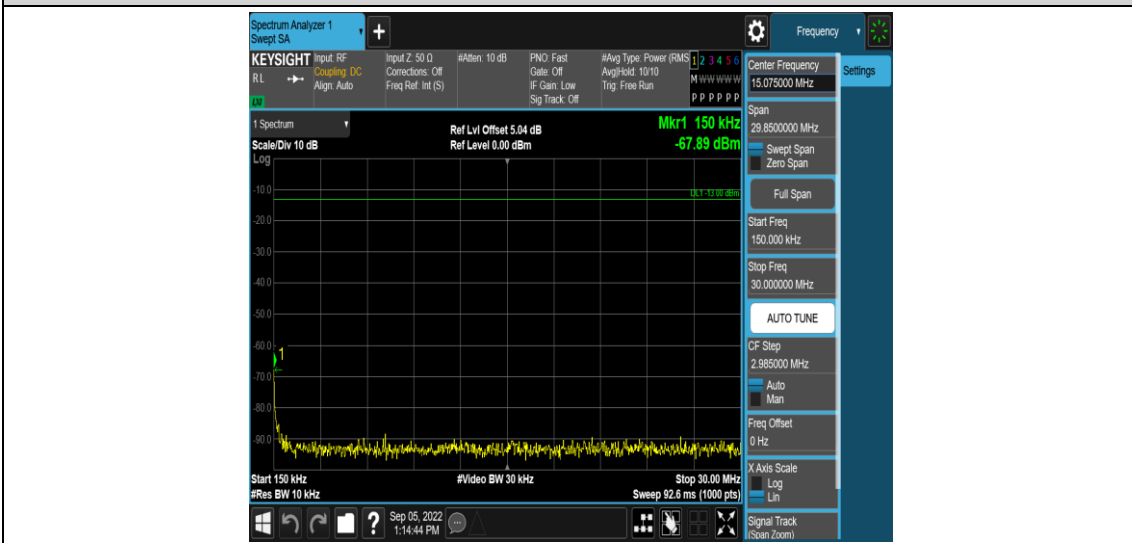 Spectrum Analyzer 1
Swept SA
+
Frequency
KEYSIGHT
RL
Input: RF
Coupling: DC
Align: Auto
Input Z: 50 Ω
Corrections: Off
Freq Ref: Int (S)
#Atten: 10 dB
PNO: Fast
Gate: Off
IF Gain: Low
Sig Track: Off
#Avg Type: Power (RMS
Avg|Hold: 10/10
Trig: Free Run
1 2 3 4 5 6
M W W W W W
P P P P P P
1 Spectrum
Scale/Div 10 dB
Log
Ref Lvl Offset 5.04 dB
Ref Level 0.00 dBm
Mkr1 150 kHz
-67.89 dBm
DL1 -13.00 dBm
-10.0
-20.0
-30.0
-40.0
-50.0
-60.0
1
-70.0
-80.0
-90.0
Start 150 kHz
#Res BW 10 kHz
#Video BW 30 kHz
Stop 30.00 MHz
Sweep 92.6 ms (1000 pts)
Sep 05, 2022
1:14:44 PM
?
Center Frequency
15.075000 MHz
Settings
Span
29.8500000 MHz
Swept Span
Zero Span
Full Span
Start Freq
150.000 kHz
Stop Freq
30.000000 MHz
AUTO TUNE
CF Step
2.985000 MHz
Auto
Man
Freq Offset
0 Hz
X Axis Scale
Log
Lin
Signal Track
(Span Zoom)